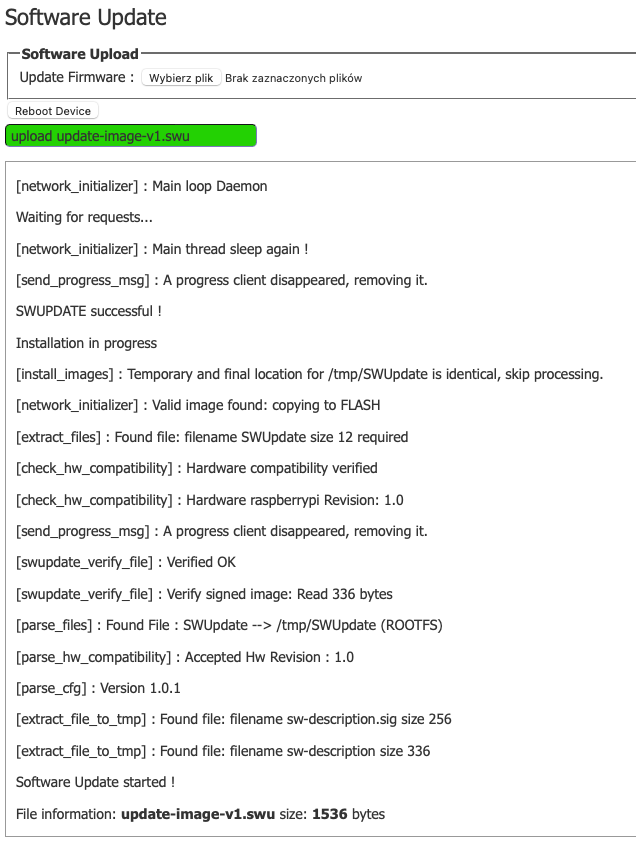 Software Update
Software Upload
Update Firmware : Wybierz plik Brak zaznaczonych plików
Reboot Device
upload update-image-v1.swu
[network_initializer] : Main loop Daemon
Waiting for requests...
[network_initializer] : Main thread sleep again !
[send_progress_msg] : A progress client disappeared, removing it.
SWUPDATE successful !
Installation in progress
[install_images] : Temporary and final location for /tmp/SWUpdate is identical, skip processing.
[network_initializer] : Valid image found: copying to FLASH
[extract_files] : Found file: filename SWUpdate size 12 required
[check_hw_compatibility] : Hardware compatibility verified
[check_hw_compatibility] : Hardware raspberrypi Revision: 1.0
[send_progress_msg] : A progress client disappeared, removing it.
[swupdate_verify_file] : Verified OK
[swupdate_verify_file] : Verify signed image: Read 336 bytes
[parse_files] : Found File : SWUpdate --> /tmp/SWUpdate (ROOTFS)
[parse_hw_compatibility] : Accepted Hw Revision : 1.0
[parse_cfg] : Version 1.0.1
[extract_file_to_tmp] : Found file: filename sw-description.sig size 256
[extract_file_to_tmp] : Found file: filename sw-description size 336
Software Update started !
File information: update-image-v1.swu size: 1536 bytes